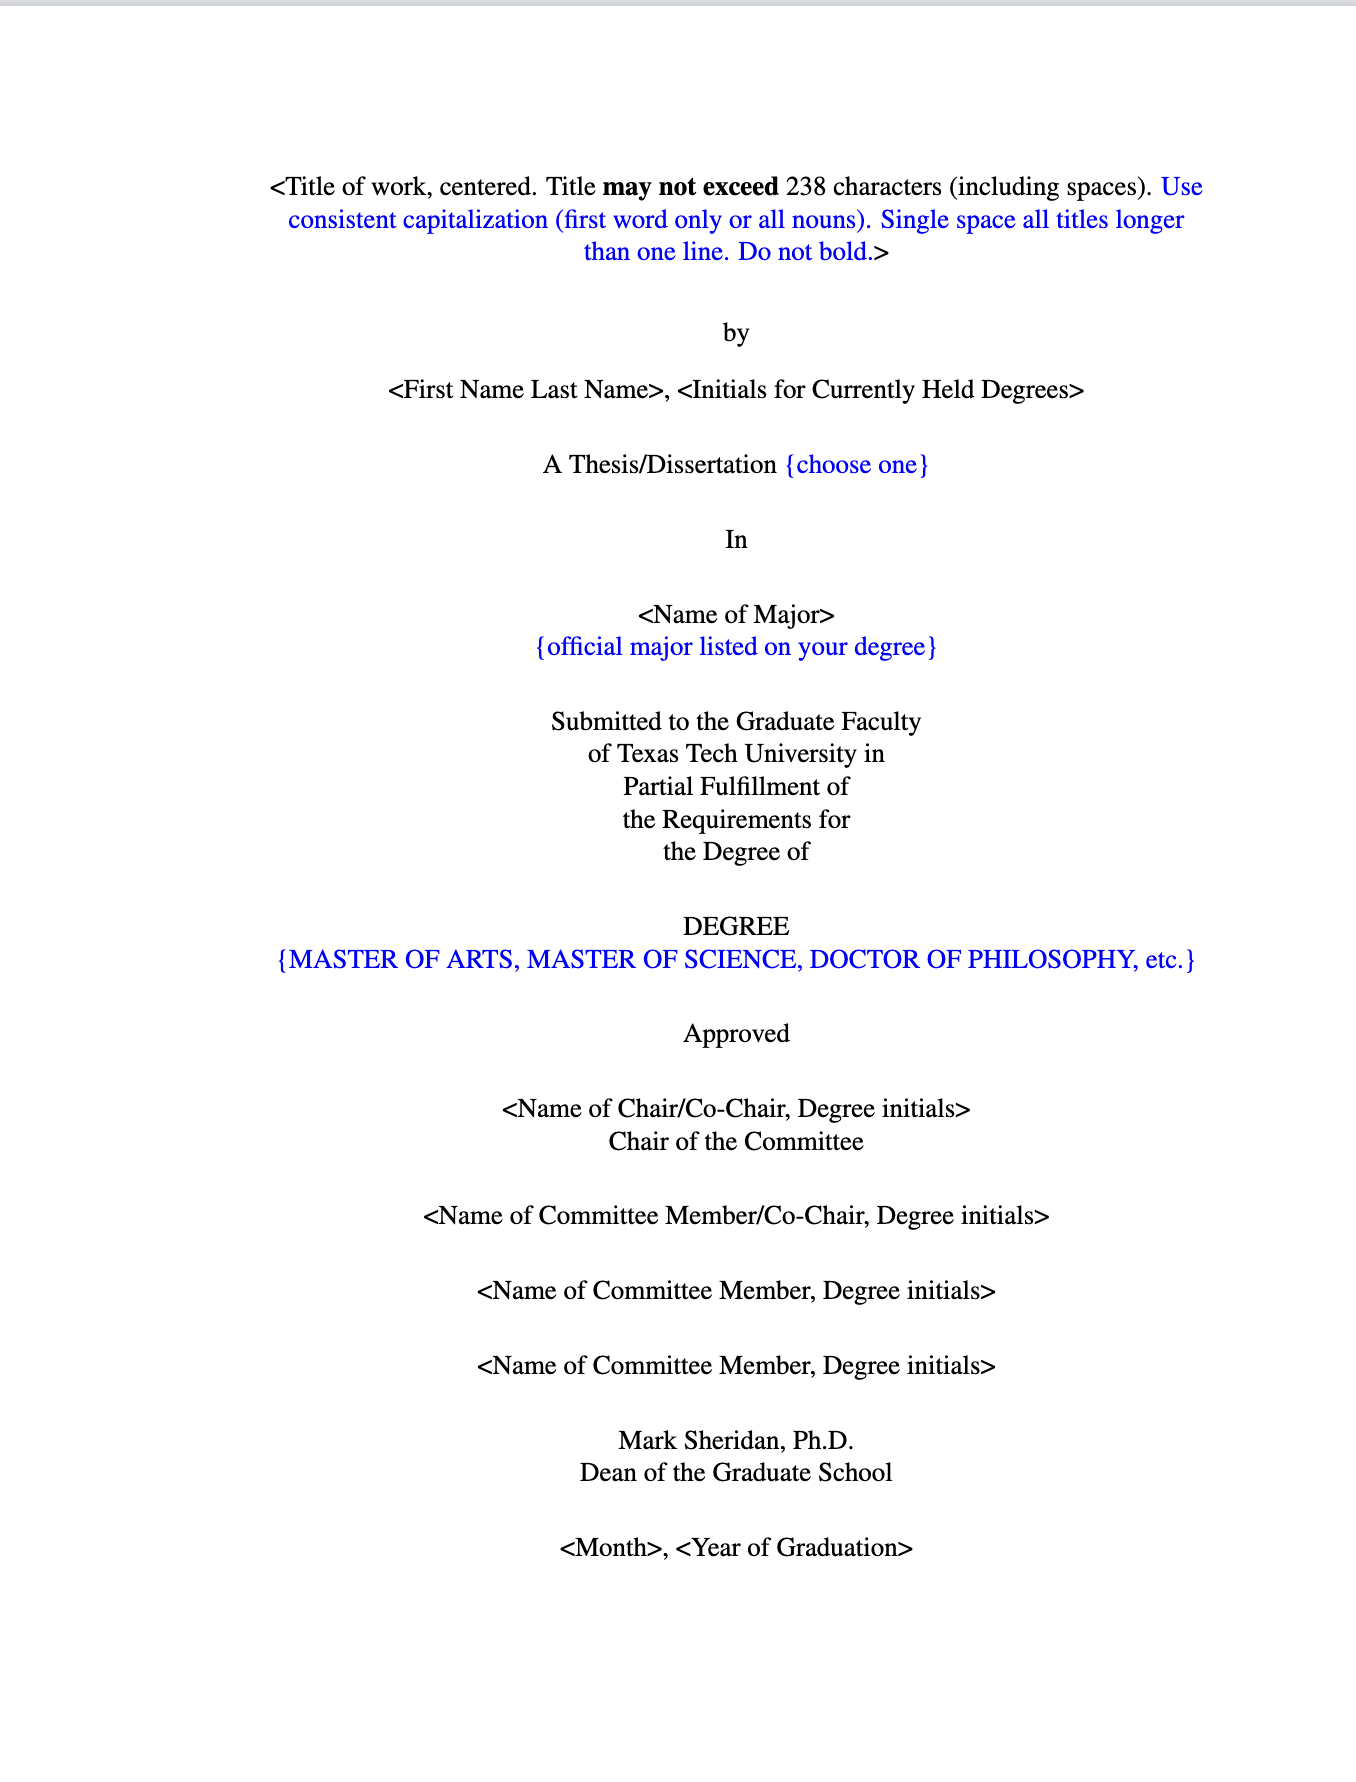 <Title of work, centered. Title may not exceed 238 characters (including spaces). Use
consistent capitalization (first word only or all nouns). Single space all titles longer
than one line. Do not bold.>
by
<First Name Last Name>, <Initials for Currently Held Degrees>
A Thesis/Dissertation {choose one}
In
<Name of Major>
{official major listed on your degree}
Submitted to the Graduate Faculty
of Texas Tech University in
Partial Fulfillment of
the Requirements for
the Degree of
DEGREE
{MASTER OF ARTS, MASTER OF SCIENCE, DOCTOR OF PHILOSOPHY, etc.}
Approved
<Name of Chair/Co-Chair, Degree initials>
Chair of the Committee
<Name of Committee Member/Co-Chair, Degree initials>
<Name of Committee Member, Degree initials>
<Name of Committee Member, Degree initials>
Mark Sheridan, Ph.D.
Dean of the Graduate School
<Month>, <Year of Graduation>